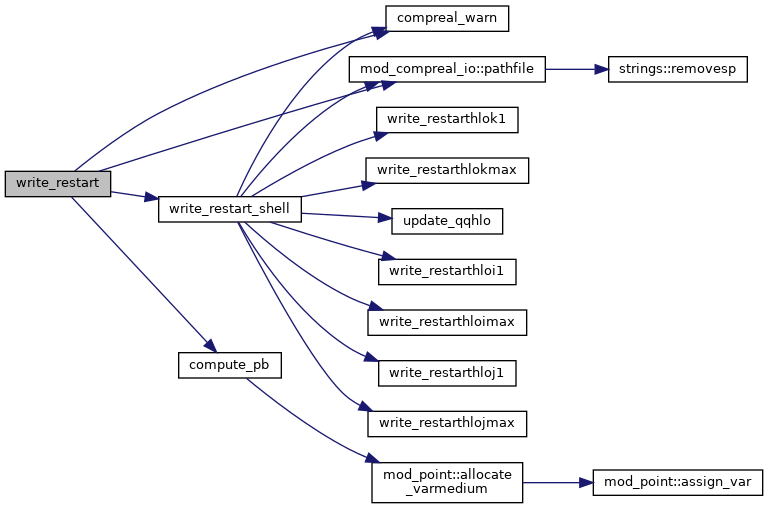 compreal_warn
mod_compreal_io::pathfile
strings::removesp
write_restarthlok1
write_restarthlokmax
write_restart
write_restart_shell
update_qqhlo
write_restarthloi1
write_restarthloimax
compute_pb
write_restarthloj1
write_restarthlojmax
mod_point::allocate
_varmedium
mod_point::assign_var